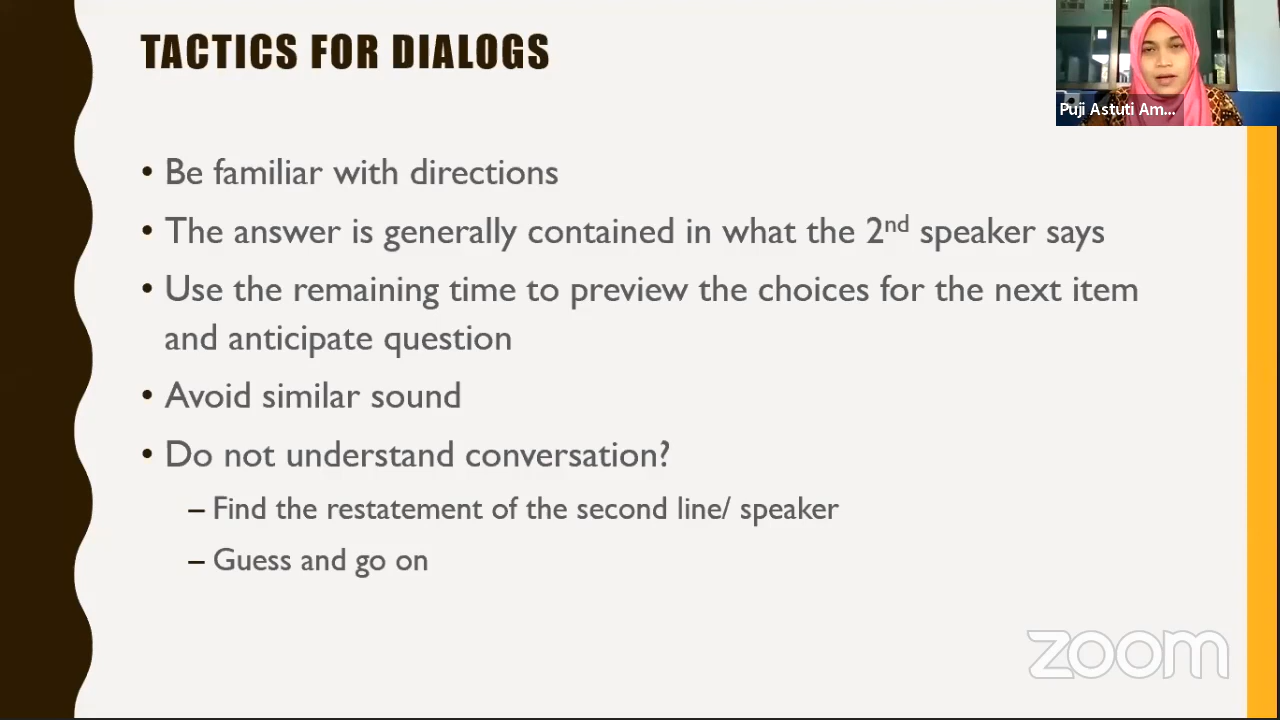 TACTICS FOR DIALOGS
Puji Astuti Am...
• Be familiar with directions
• The answer is generally contained in what the 2nd speaker says
• Use the remaining time to preview the choices for the next item
and anticipate question
• Avoid similar sound
• Do not understand conversation?
– Find the restatement of the second line/ speaker
– Guess and go on
zoom